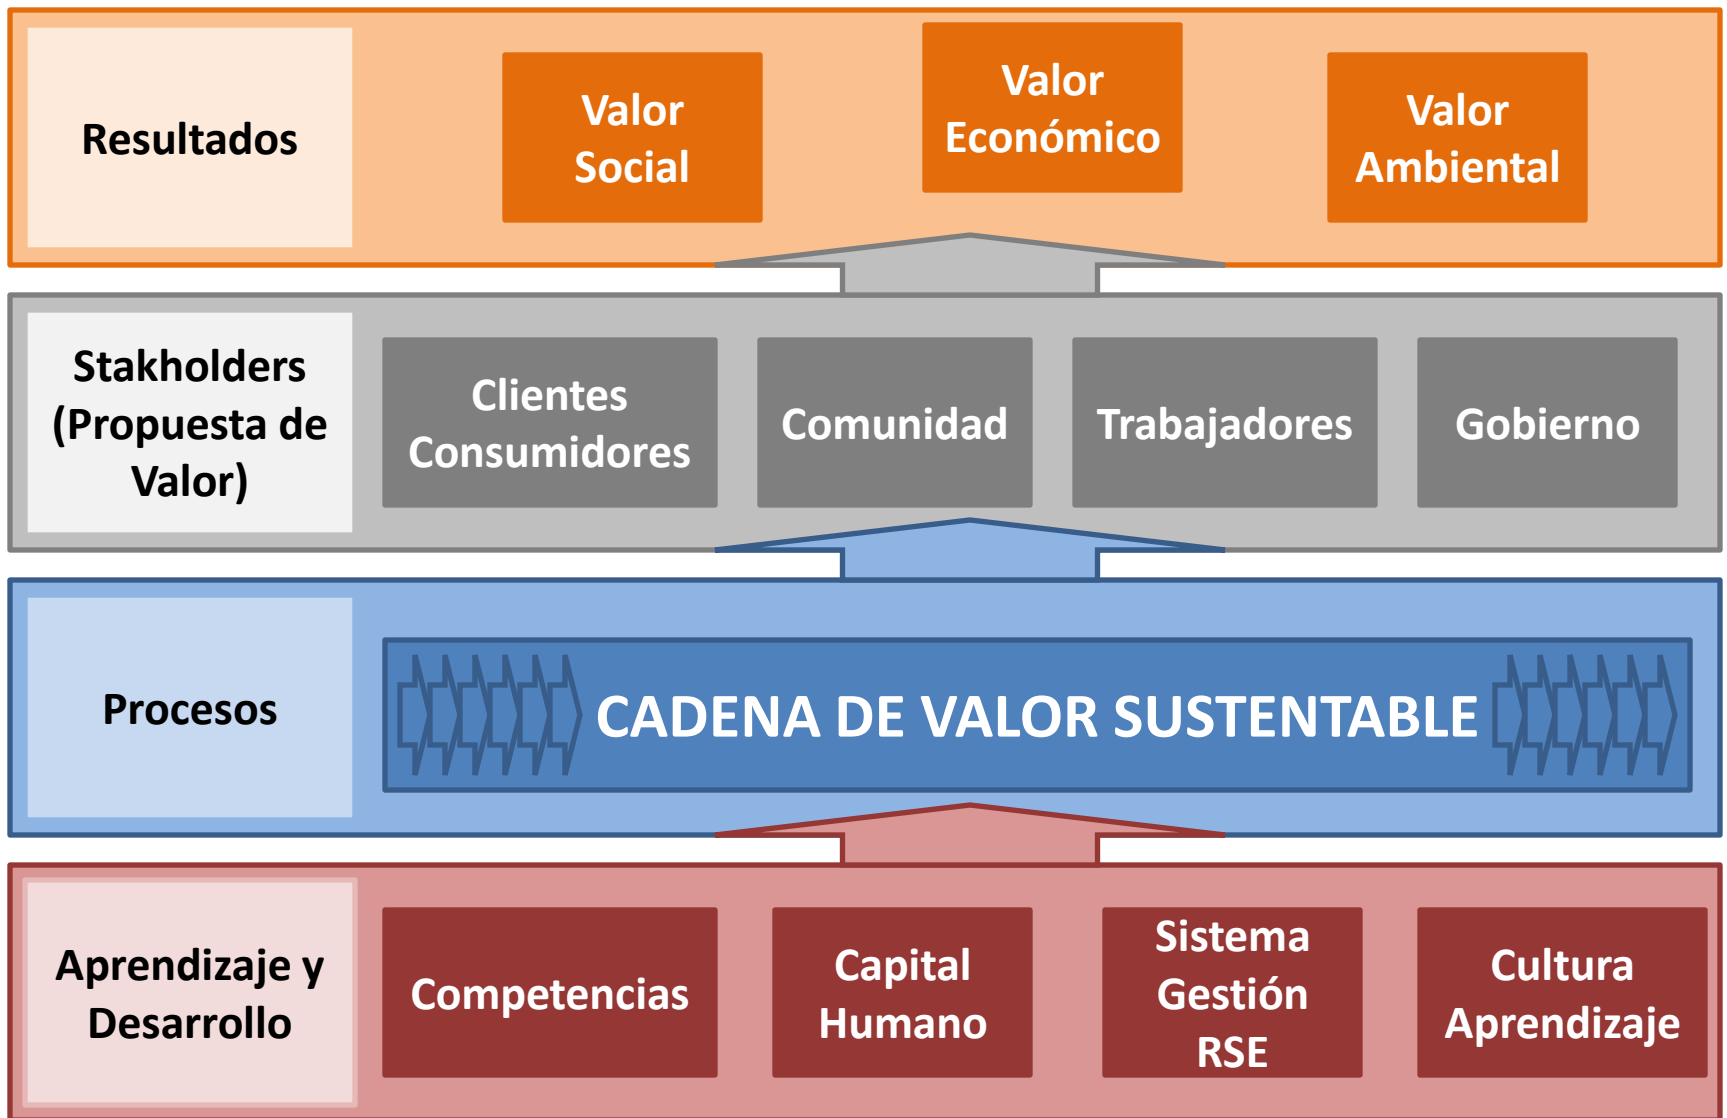 Resultados
Valor
Social
Valor
Económico
Valor
Ambiental
Stakholders
(Propuesta de
Valor)
Clientes
Consumidores
Comunidad
Trabajadores
Gobierno
Procesos
CADENA DE VALOR SUSTENTABLE
Aprendizaje y
Desarrollo
Competencias
Capital
Humano
Sistema
Gestión
RSE
Cultura
Aprendizaje